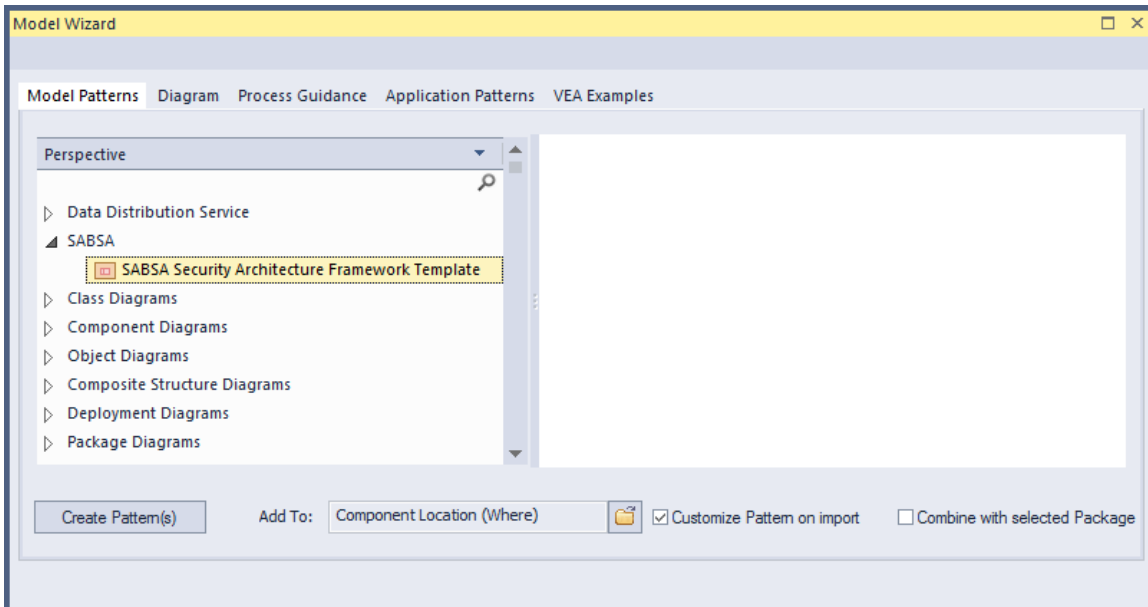 Model Wizard
Model Patterns Diagram Process Guidance Application Patterns VEA Examples
Perspective
Data Distribution Service
SABSA
SABSA Security Architecture Framework Template
Class Diagrams
Component Diagrams
Object Diagrams
Composite Structure Diagrams
Deployment Diagrams
Package Diagrams
Create Pattern(s) Add To: Component Location (Where) Customize Pattern on import Combine with selected Package